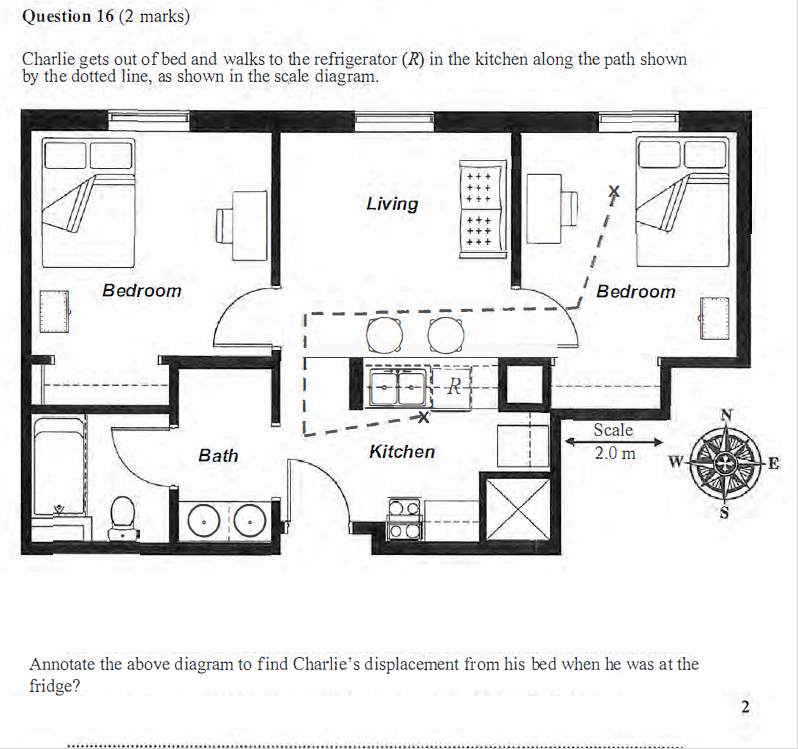 Question 16 (2 marks)
Charlie gets out of bed and walks to the refrigerator (R) in the kitchen along the path shown
by the dotted line, as shown in the scale diagram.
Living
Bedroom
Bedroom
R
Bath
Kitchen
Scale
2.0 m
N
W
E
S
X
X
Annotate the above diagram to find Charlie's displacement from his bed when he was at the
fridge?
2